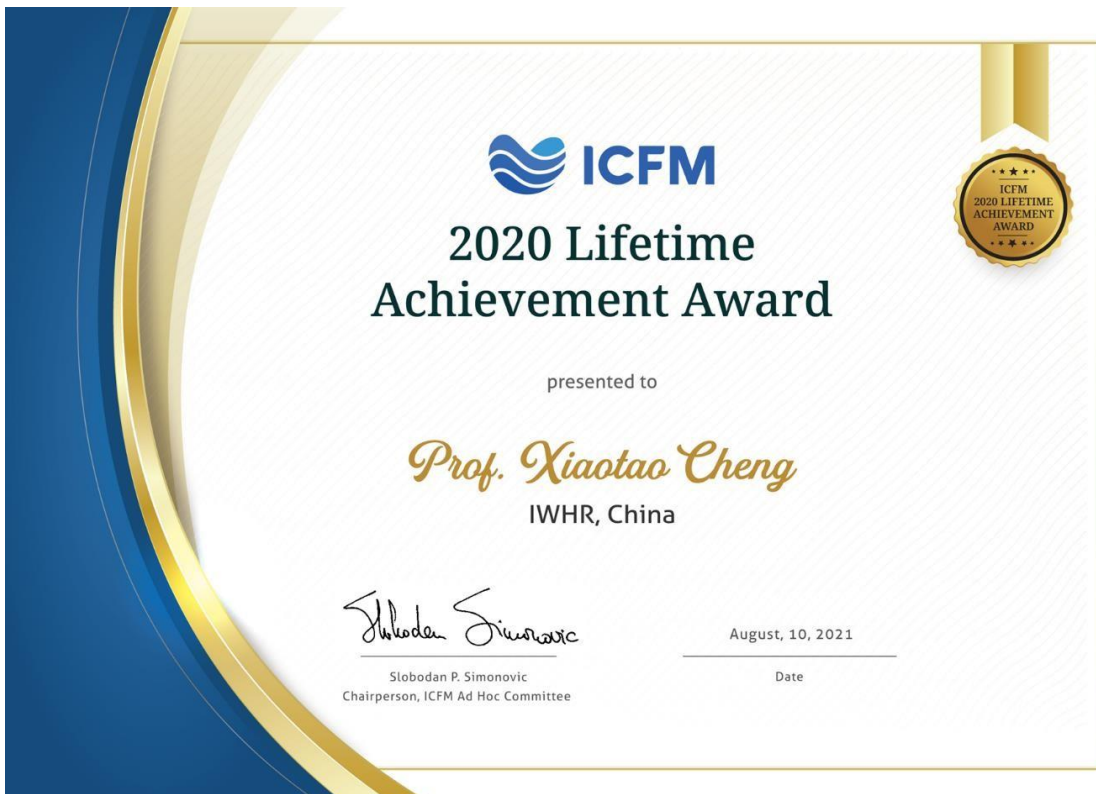 ICFM
2020 Lifetime
Achievement Award
presented to
Prof. Xiaotao Cheng
IWHR, China
Slobodan Simonovic
Slobodan P. Simonovic
Chairperson, ICFM Ad Hoc Committee
August, 10, 2021
Date
ICFM
2020 LIFETIME
ACHIEVEMENT
AWARD